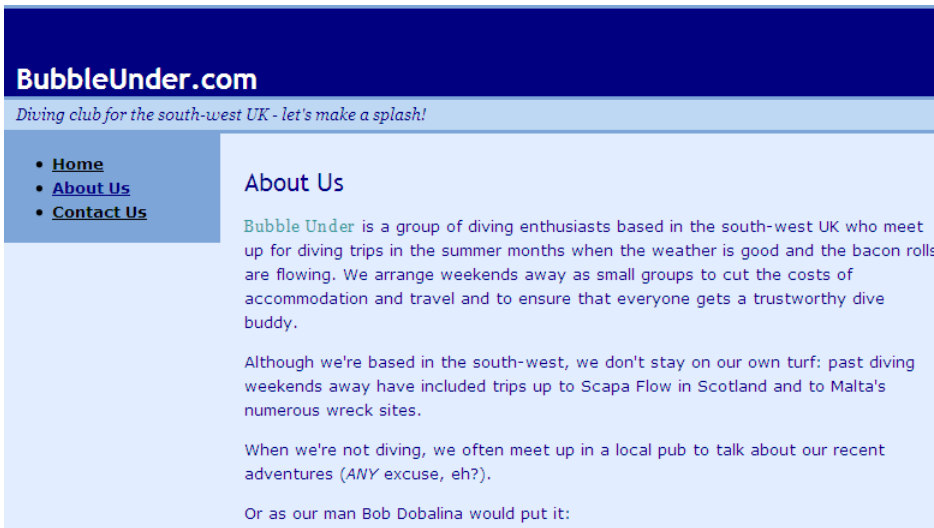 BubbleUnder.com
Diving club for the south-west UK - let's make a splash!
Home
About Us
Contact Us
About Us
Bubble Under is a group of diving enthusiasts based in the south-west UK who meet
up for diving trips in the summer months when the weather is good and the bacon rolls
are flowing. We arrange weekends away as small groups to cut the costs of
accommodation and travel and to ensure that everyone gets a trustworthy dive
buddy.
Although we're based in the south-west, we don't stay on our own turf: past diving
weekends away have included trips up to Scapa Flow in Scotland and to Malta's
numerous wreck sites.
When we're not diving, we often meet up in a local pub to talk about our recent
adventures (ANY excuse, eh?).
Or as our man Bob Dobalina would put it: